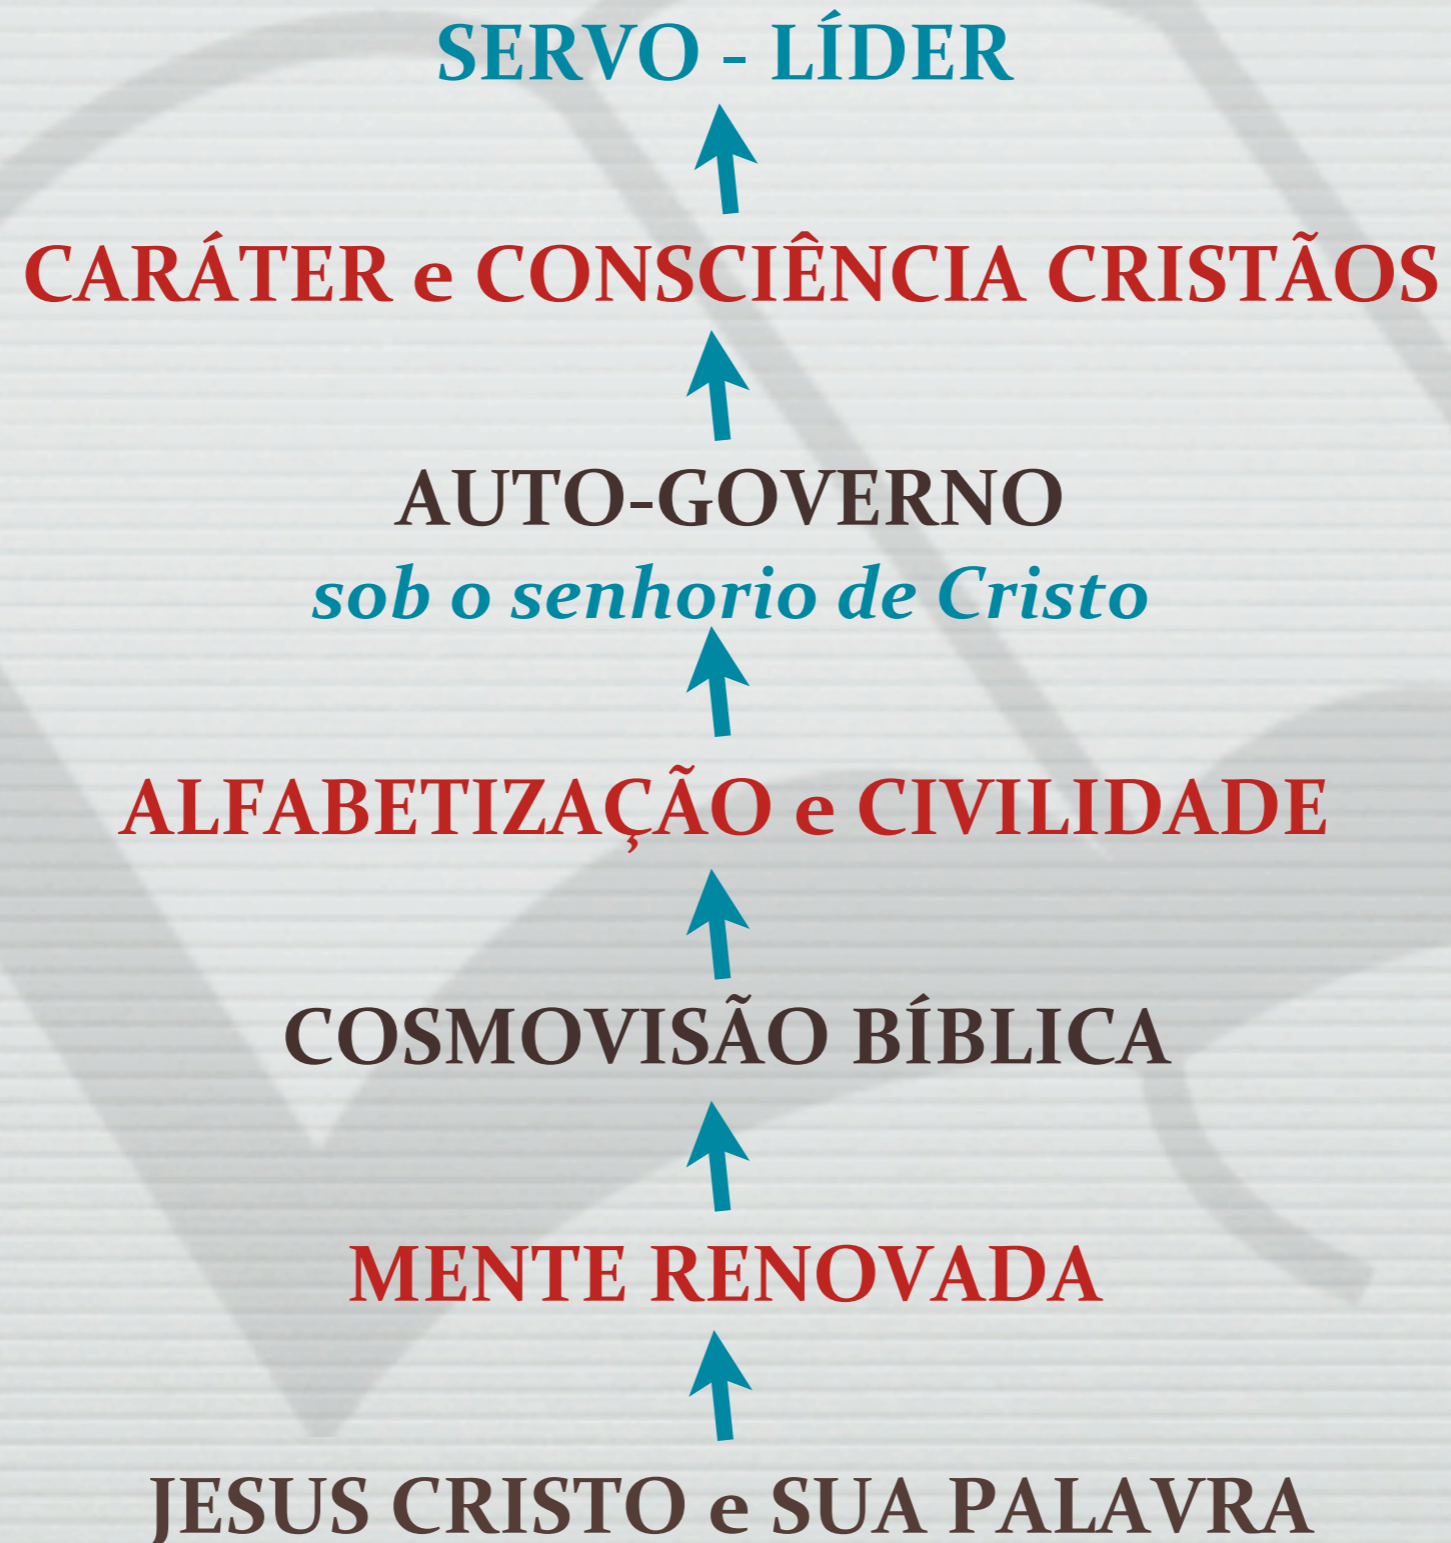 SERVO - LÍDER
CARÁTER e CONSCIÊNCIA CRISTÃOS
AUTO-GOVERNO
sob o senhorio de Cristo
ALFABETIZAÇÃO e CIVILIDADE
COSMOVISÃO BÍBLICA
MENTE RENOVADA
JESUS CRISTO e SUA PALAVRA